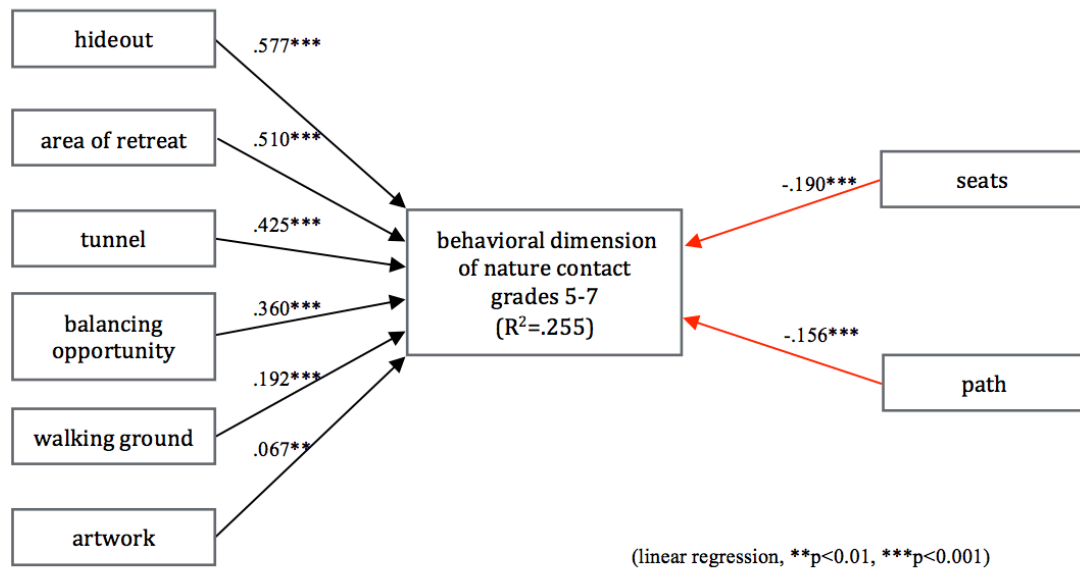 hideout
.577***
area of retreat
.510***
tunnel
.425***
balancing
opportunity
.360***
walking ground
.192***
artwork
.067**
behavioral dimension
of nature contact
grades 5-7
(R²=.255)
-.190***
seats
-.156***
path
(linear regression, **p<0.01, ***p<0.001)